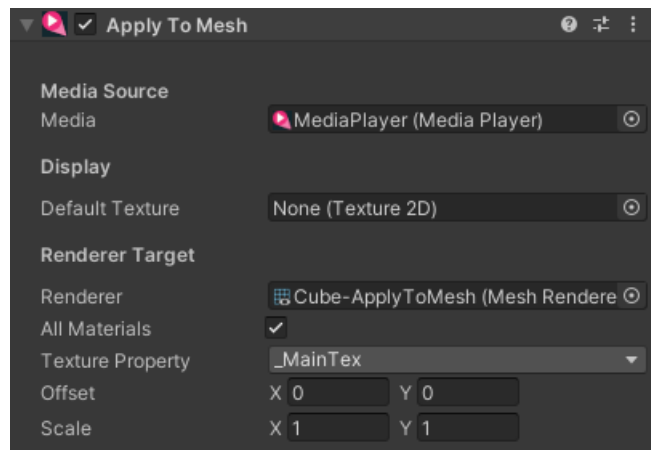 Apply To Mesh
Media Source
Media MediaPlayer (Media Player)
Display
Default Texture None (Texture 2D)
Renderer Target
Renderer Cube-ApplyToMesh (Mesh Rendere
All Materials
Texture Property _MainTex
Offset X 0 Y 0
Scale X 1 Y 1